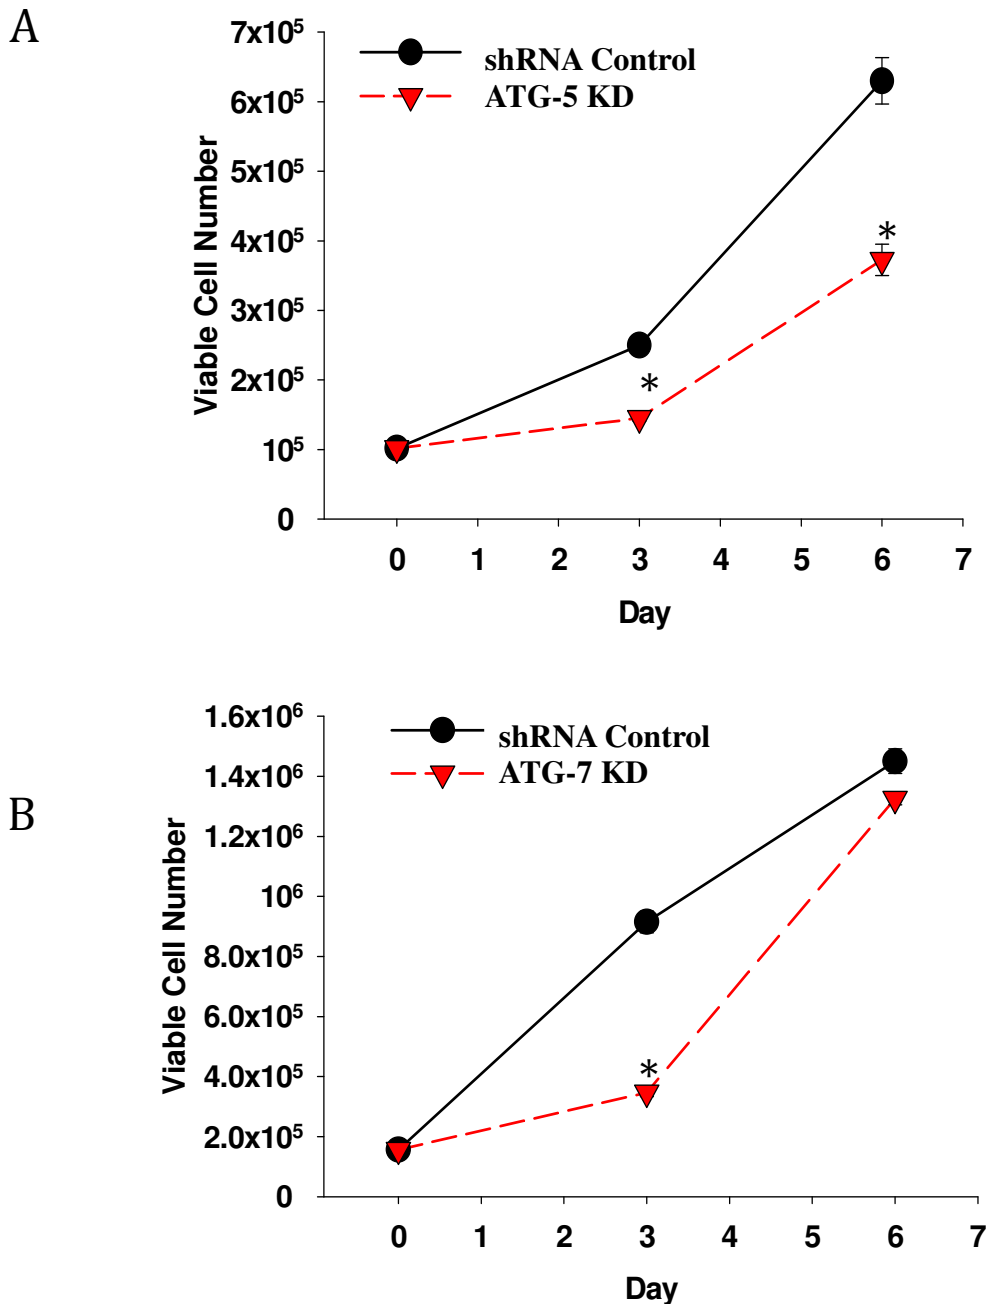 A
7x10⁵
shRNA Control
ATG-5 KD
6x10⁵
5x10⁵
4x10⁵
3x10⁵
2x10⁵
10⁵
0
Viable Cell Number
*
*
0 1 2 3 4 5 6 7
Day
B
1.6x10⁶
shRNA Control
ATG-7 KD
1.4x10⁶
1.2x10⁶
10⁶
8.0x10⁵
6.0x10⁵
4.0x10⁵
2.0x10⁵
0
Viable Cell Number
*
0 1 2 3 4 5 6 7
Day